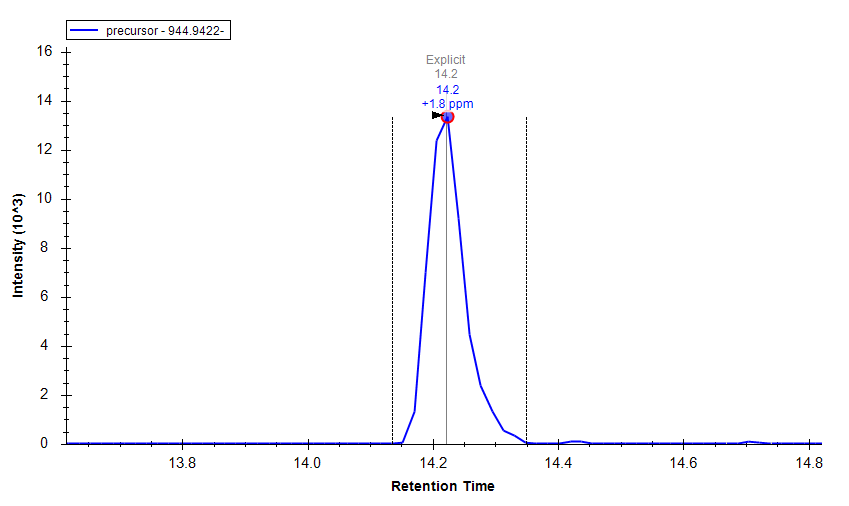 precursor - 944.9422-
Explicit
14.2
14.2
+1.8 ppm
16
14
12
10
8
6
4
2
0
Intensity (10^3)
13.8 14.0 14.2 14.4 14.6 14.8
Retention Time